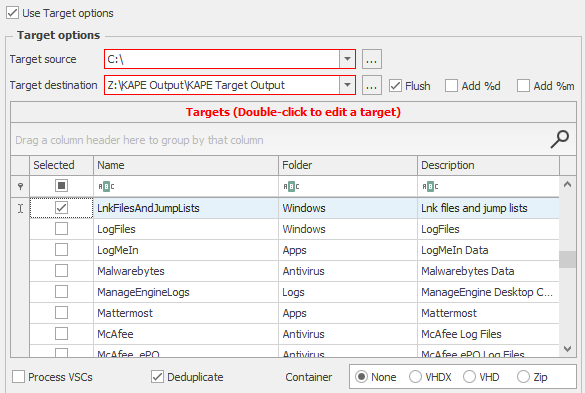 Use Target options
Target options
Target source C:\ ...
Target destination Z:\KAPE Output\KAPE Target Output ... Flush Add %d Add %m
Targets (Double-click to edit a target)
Drag a column header here to group by that column
Selected Name Folder Description
ABC ABC ABC
LnkFilesAndJumpLists Windows Lnk files and jump lists
LogFiles Windows LogFiles
LogMeIn Apps LogMeIn Data
Malwarebytes Antivirus Malwarebytes Data
ManageEngineLogs Logs ManageEngine Desktop C...
Mattermost Apps Mattermost
McAfee Antivirus McAfee Log Files
McAfee_ePO Antivirus McAfee ePO Log Files
Process VSCs Deduplicate Container None VHDX VHD Zip